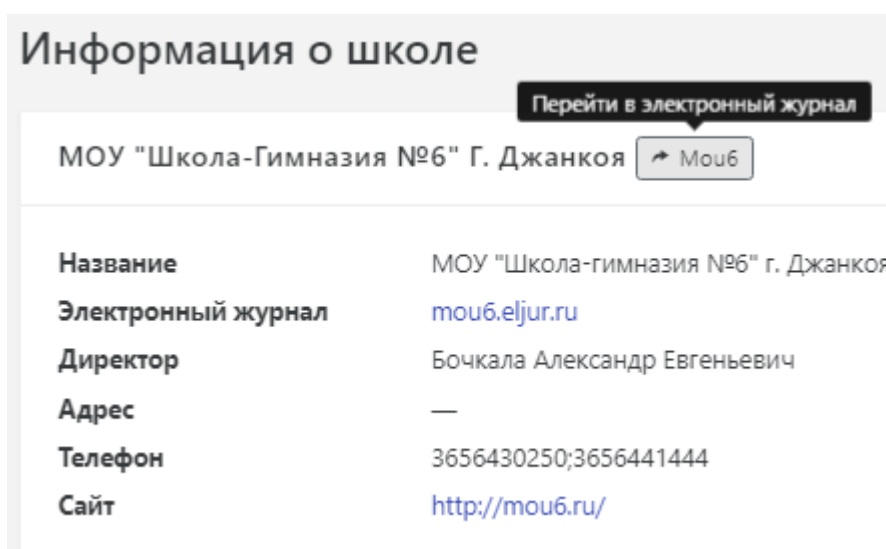 Информация о школе
Перейти в электронный журнал
МОУ "Школа-Гимназия №6" Г. Джанкоя Mou6
Название МОУ "Школа-гимназия №6" г. Джанкоя
Электронный журнал mou6.eljur.ru
Директор Бочкала Александр Евгеньевич
Адрес —
Телефон 3656430250;3656441444
Сайт http://mou6.ru/